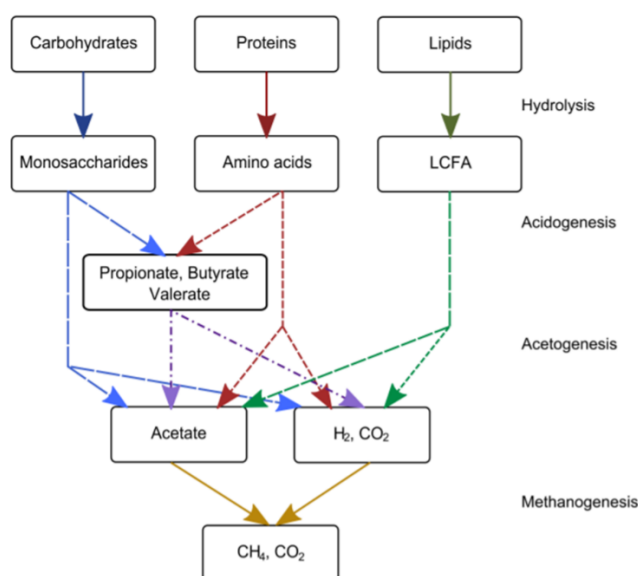 Carbohydrates
Proteins
Lipids
Hydrolysis
Monosaccharides
Amino acids
LCFA
Acidogenesis
Propionate, Butyrate
Valerate
Acetogenesis
Acetate
H₂, CO₂
Methanogenesis
CH₄, CO₂